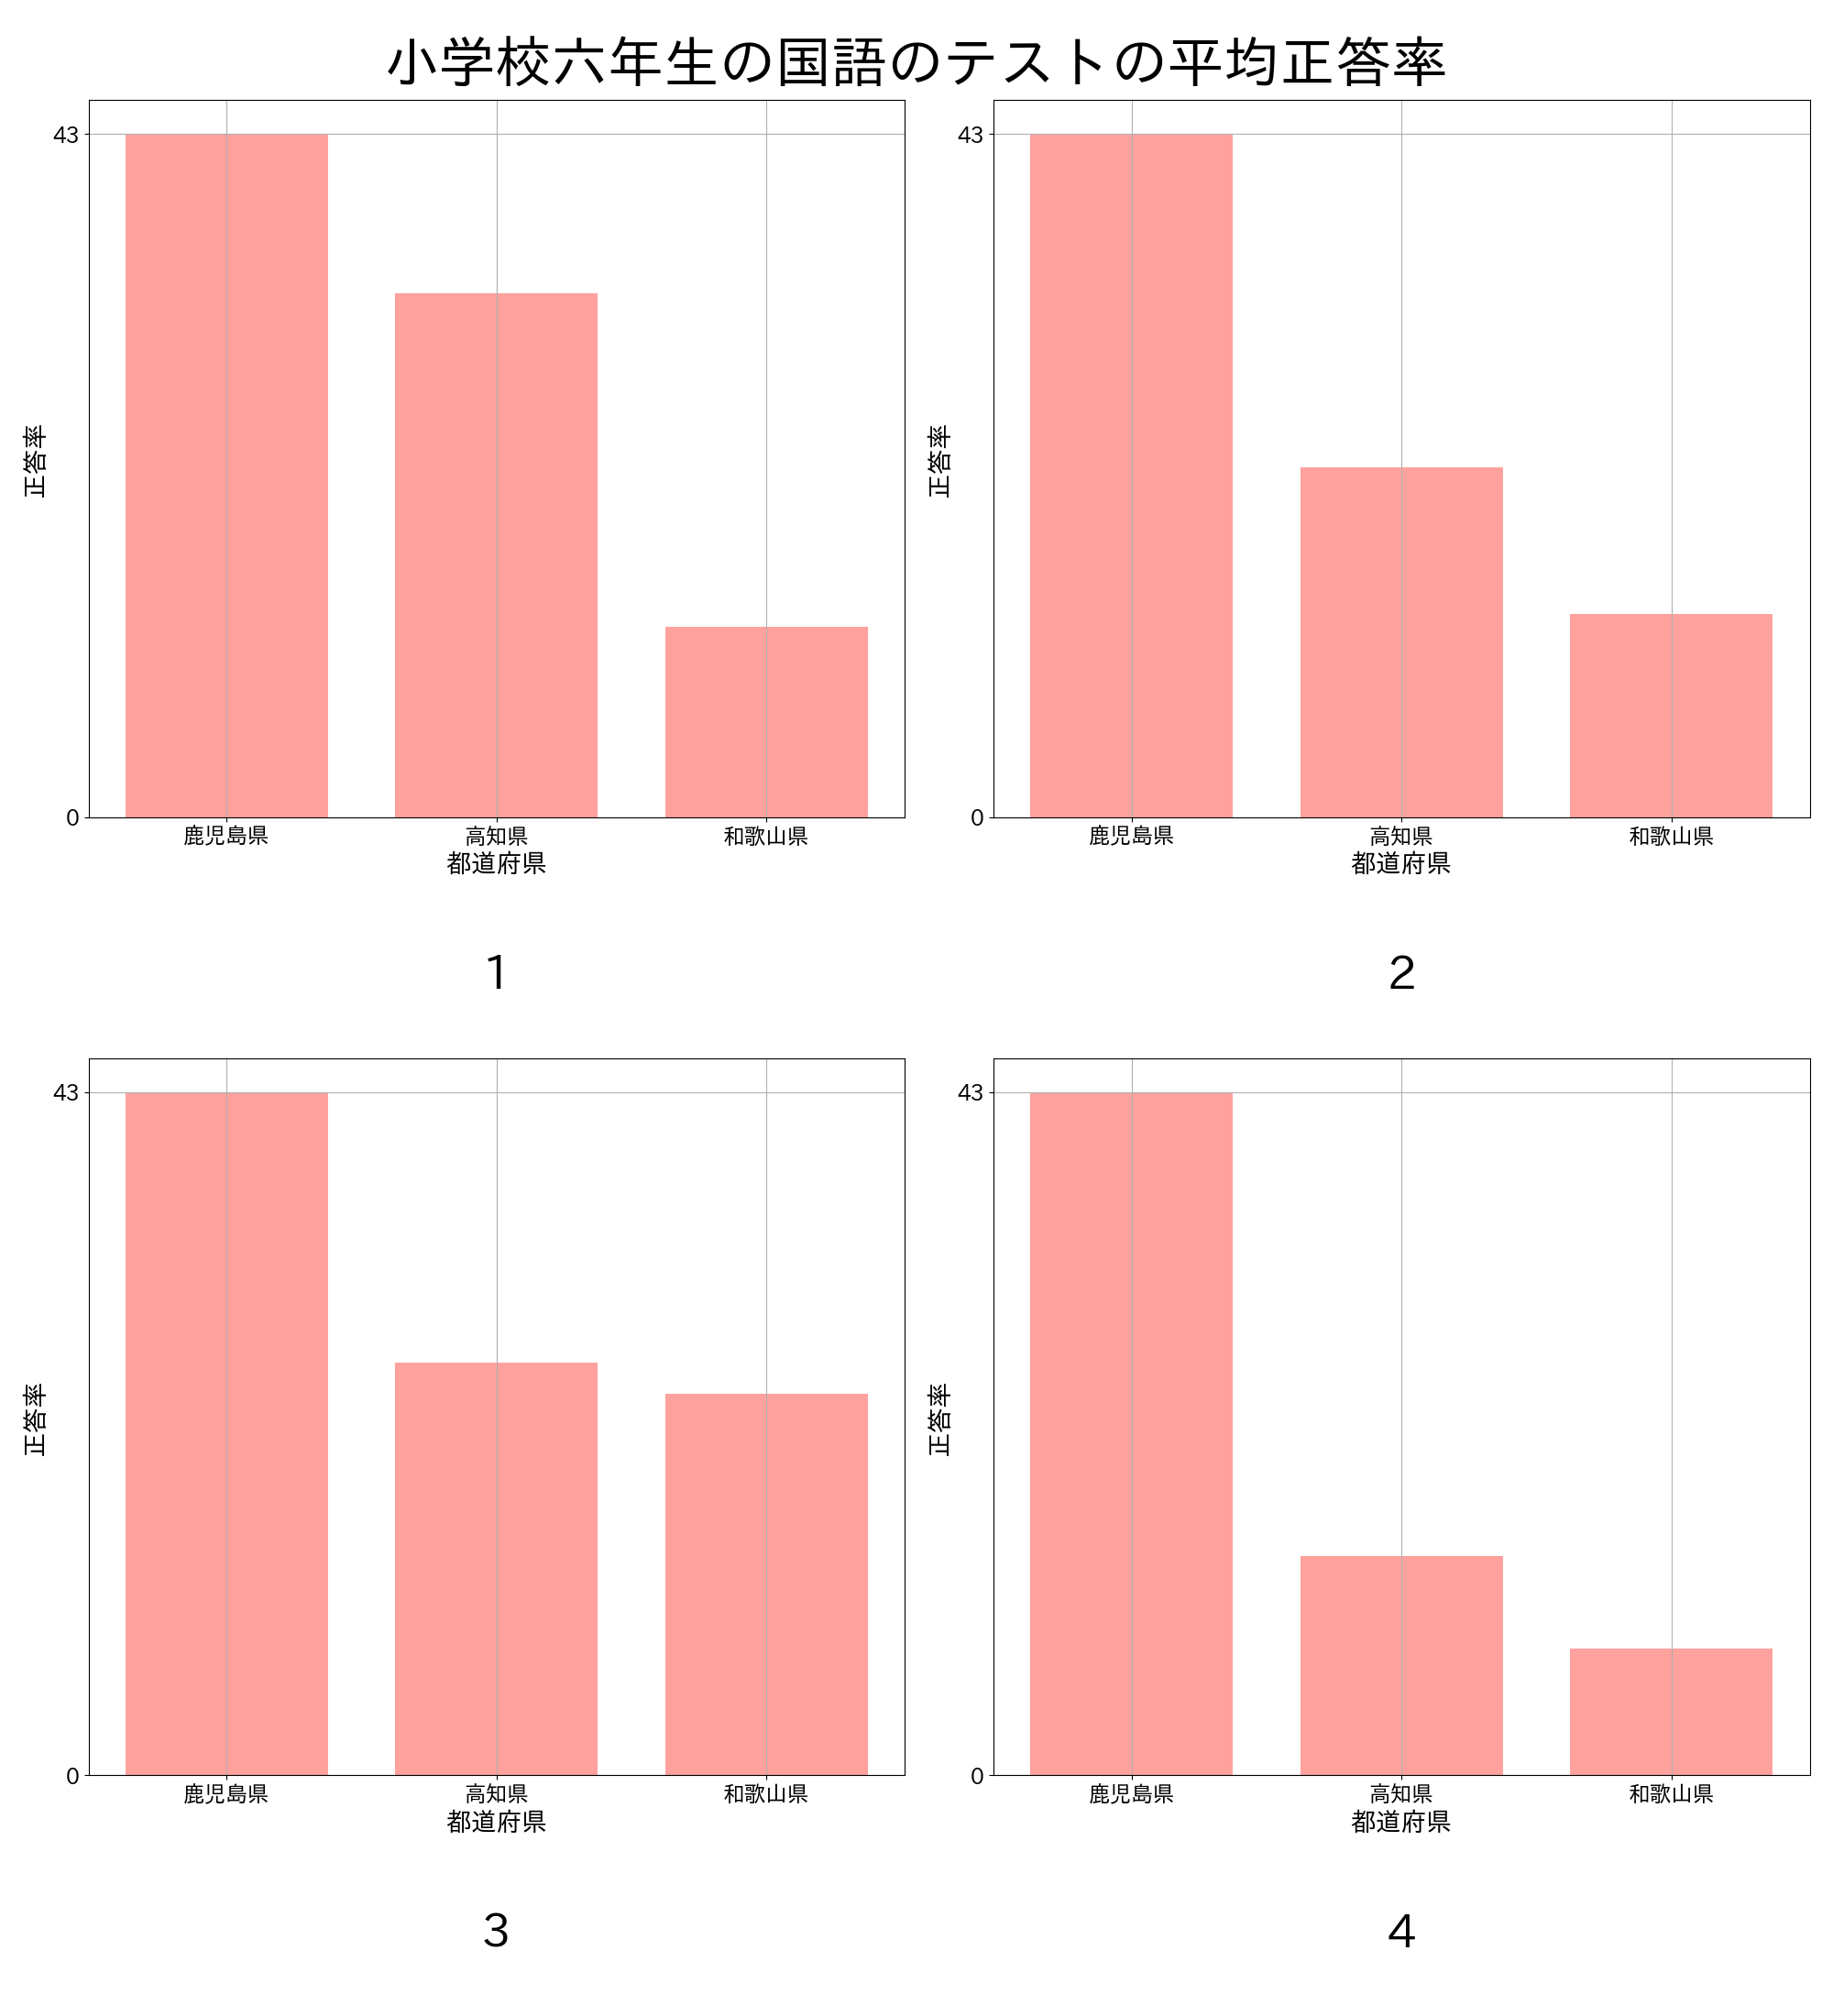 小学校六年生の国語のテストの平均正答率
43
0
正答率
鹿児島県 高知県 和歌山県
都道府県
1
43
0
正答率
鹿児島県 高知県 和歌山県
都道府県
2
43
0
正答率
鹿児島県 高知県 和歌山県
都道府県
3
43
0
正答率
鹿児島県 高知県 和歌山県
都道府県
4